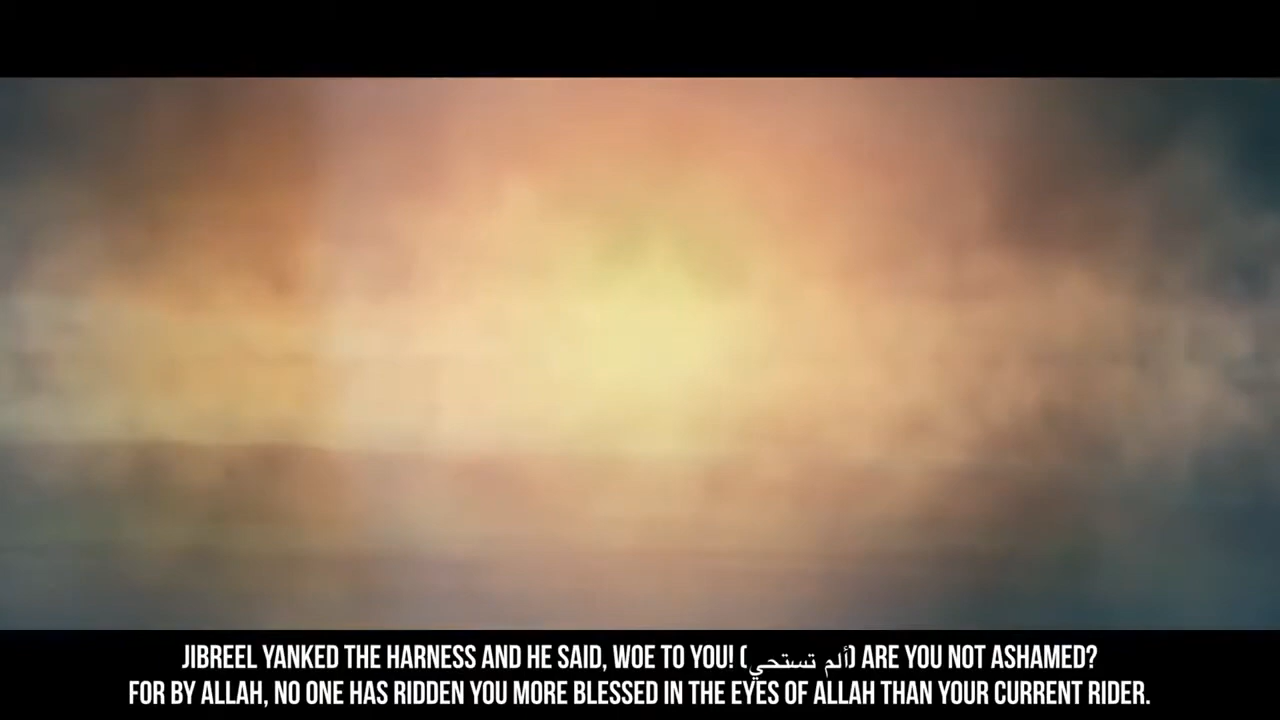 JIBREEL YANKED THE HARNESS AND HE SAID, WOE TO YOU! (ألم تستحي) ARE YOU NOT ASHAMED?
FOR BY ALLAH, NO ONE HAS RIDDEN YOU MORE BLESSED IN THE EYES OF ALLAH THAN YOUR CURRENT RIDER.